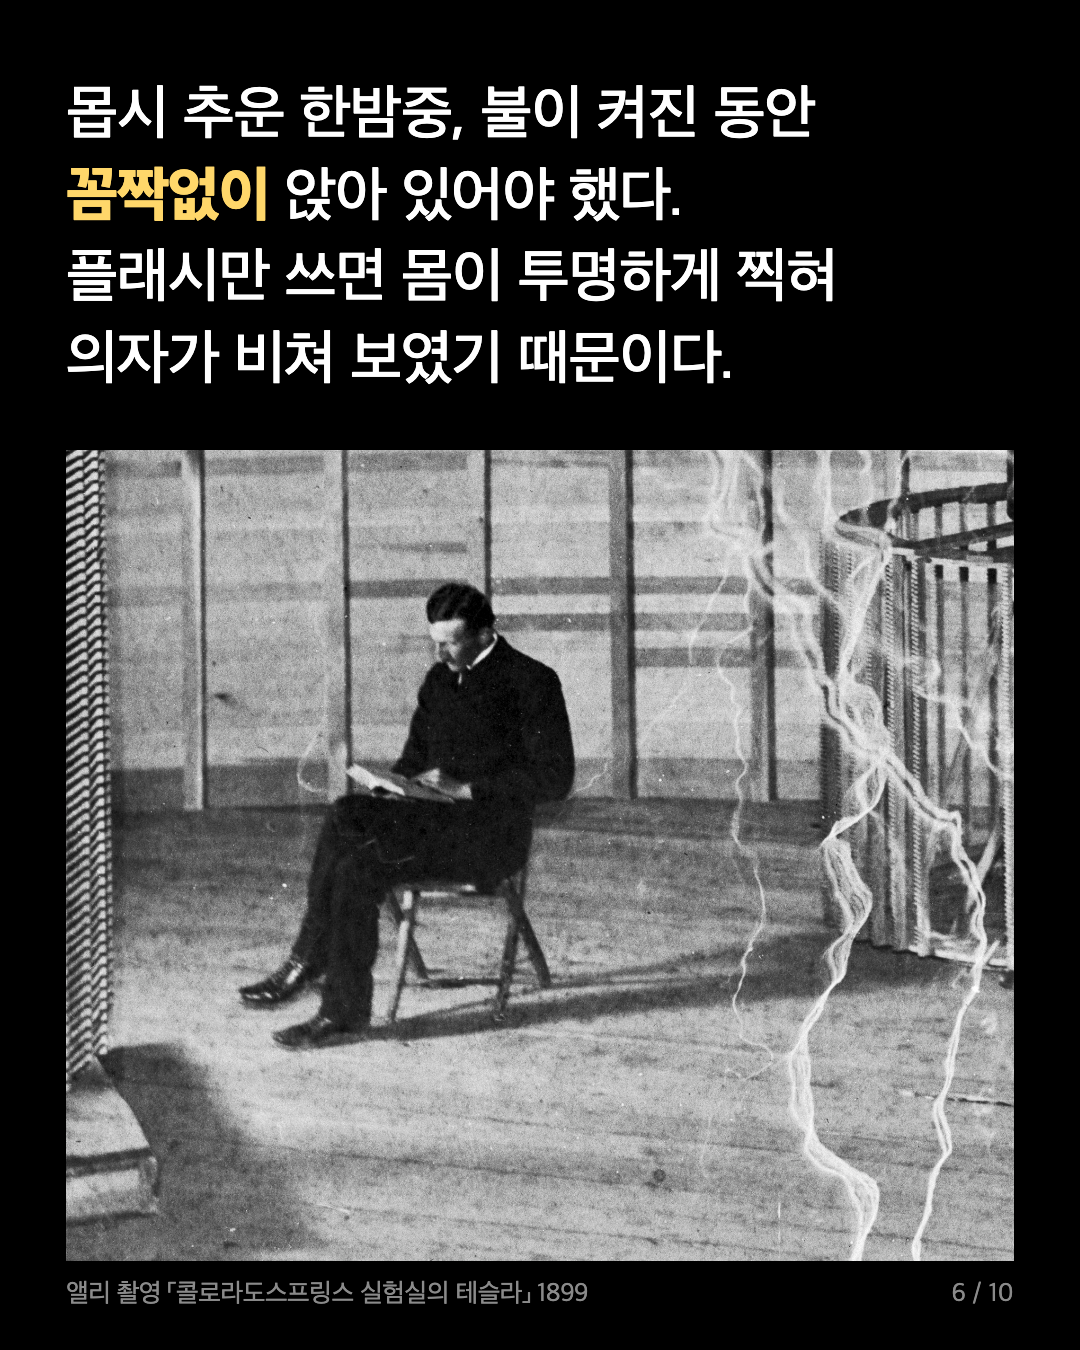 몹시 추운 한밤중, 불이 켜진 동안
꼼짝없이 앉아 있어야 했다.
플래시만 쓰면 몸이 투명하게 찍혀
의자가 비쳐 보였기 때문이다.
앨리 촬영 「콜로라도스프링스 실험실의 테슬라」 1899
6 / 10